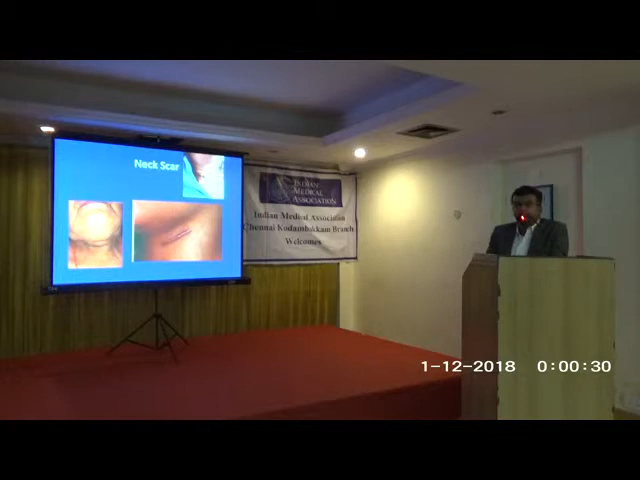 Neck Scar
INDIAN
MEDICAL
ASSOCIATION
Indian Medical Association
Chennai Kodambakkam Branch
Welcomes
1-12-2018 0:00:30